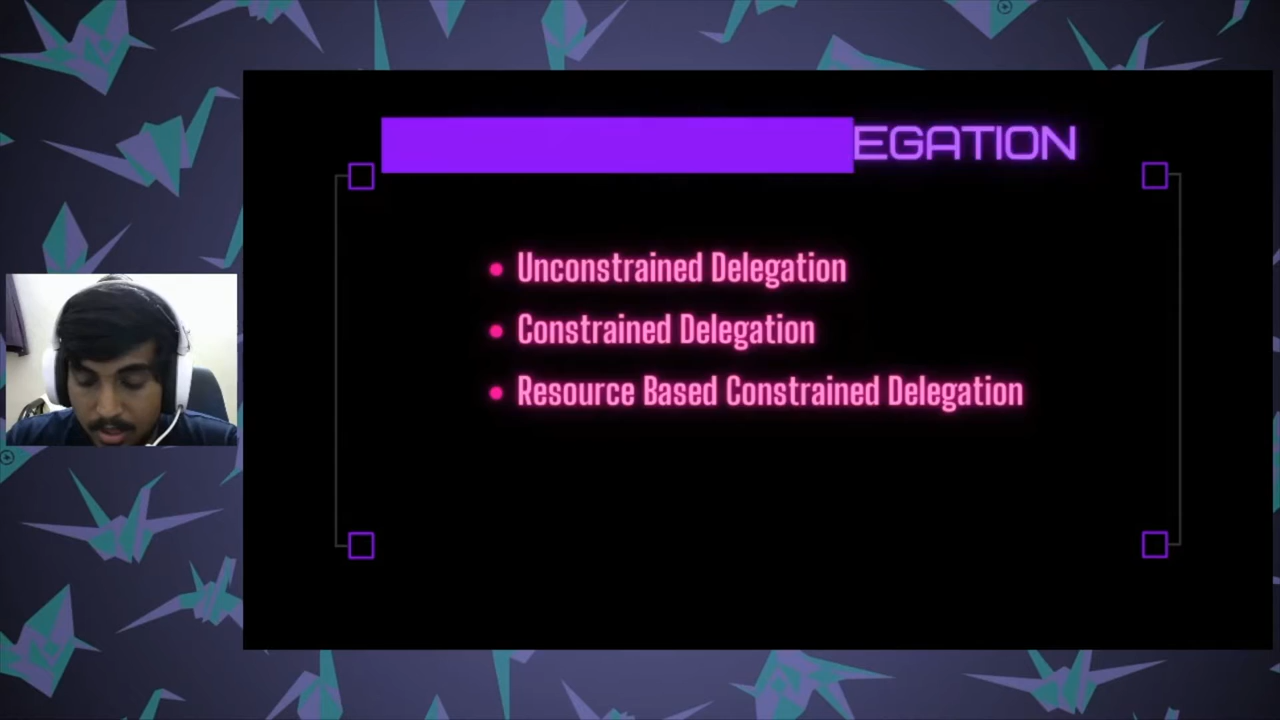 EGATION
• Unconstrained Delegation
• Constrained Delegation
• Resource Based Constrained Delegation